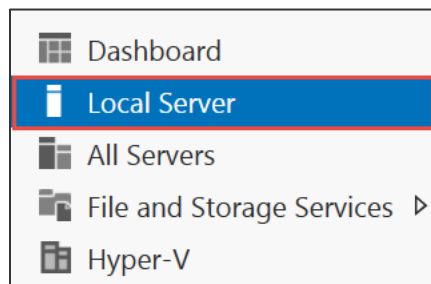 Dashboard
Local Server
All Servers
File and Storage Services
Hyper-V